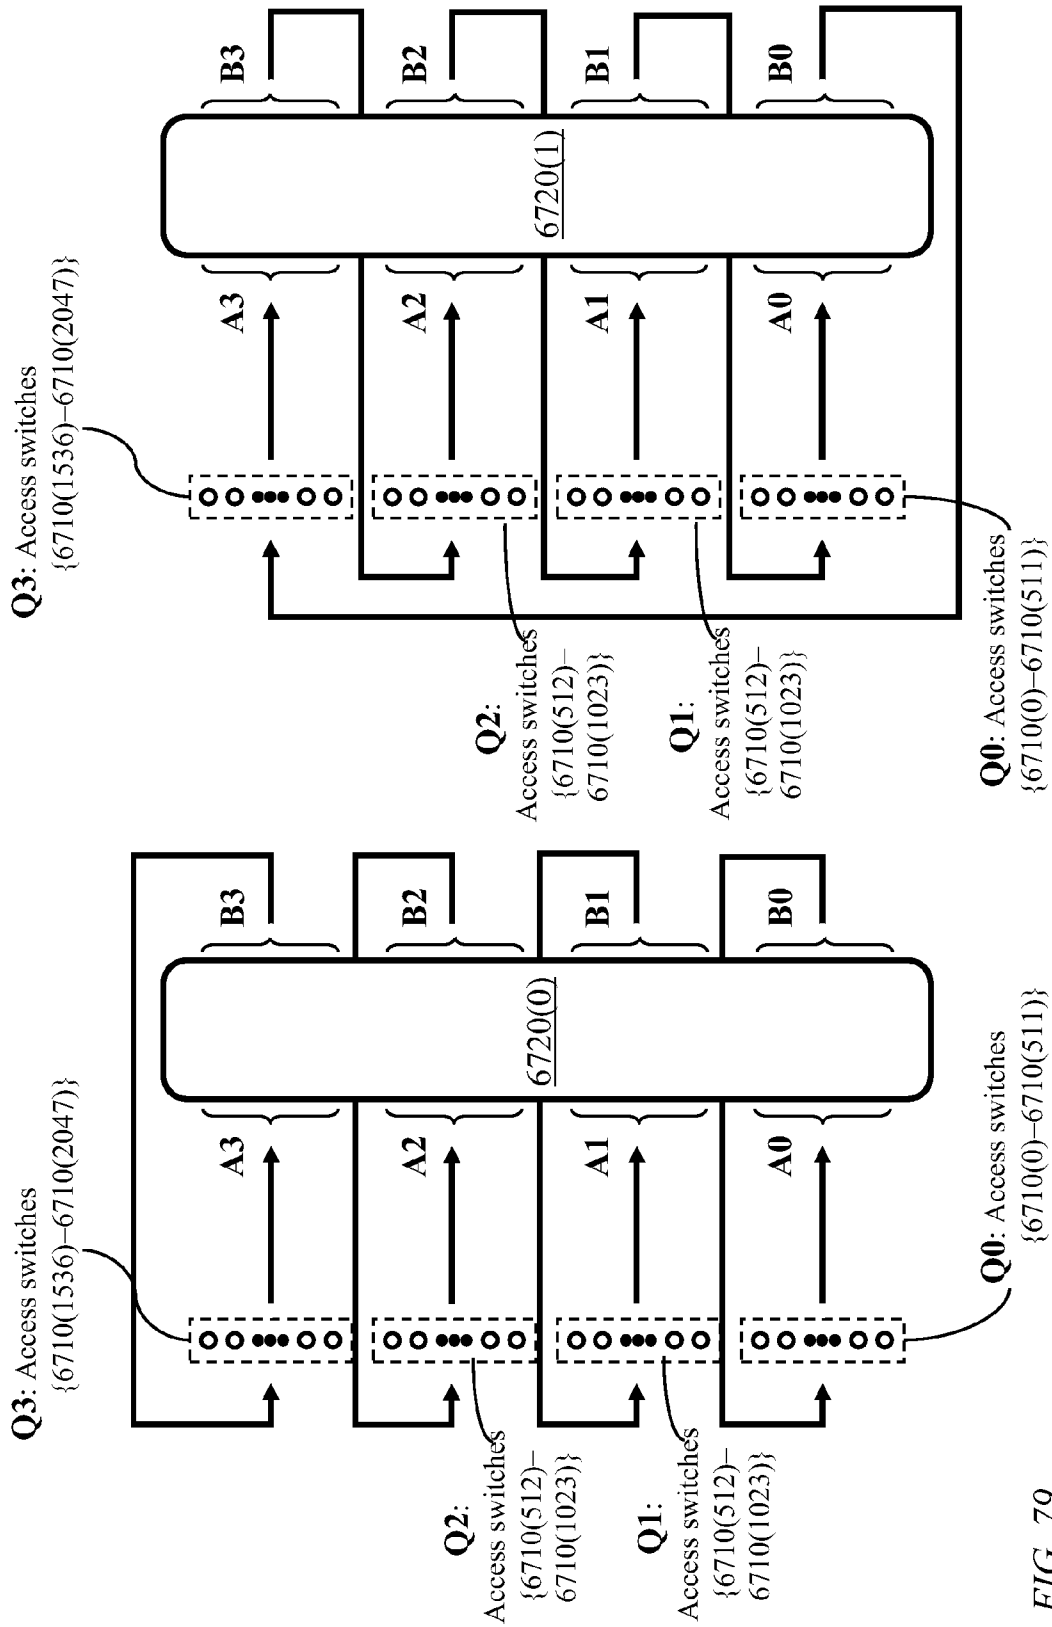 Q3: Access switches
{6710(1536)–6710(2047)}
A3
B3
Q2:
Access switches
{6710(512)–
6710(1023)}
A2
B2
6720(0)
Q1:
Access switches
{6710(512)–
6710(1023)}
A1
B1
A0
B0
Q0: Access switches
{6710(0)–6710(511)}
Q3: Access switches
{6710(1536)–6710(2047)}
A3
B3
Q2:
Access switches
{6710(512)–
6710(1023)}
A2
B2
6720(1)
Q1:
Access switches
{6710(512)–
6710(1023)}
A1
B1
A0
B0
Q0: Access switches
{6710(0)–6710(511)}
FIG. 79